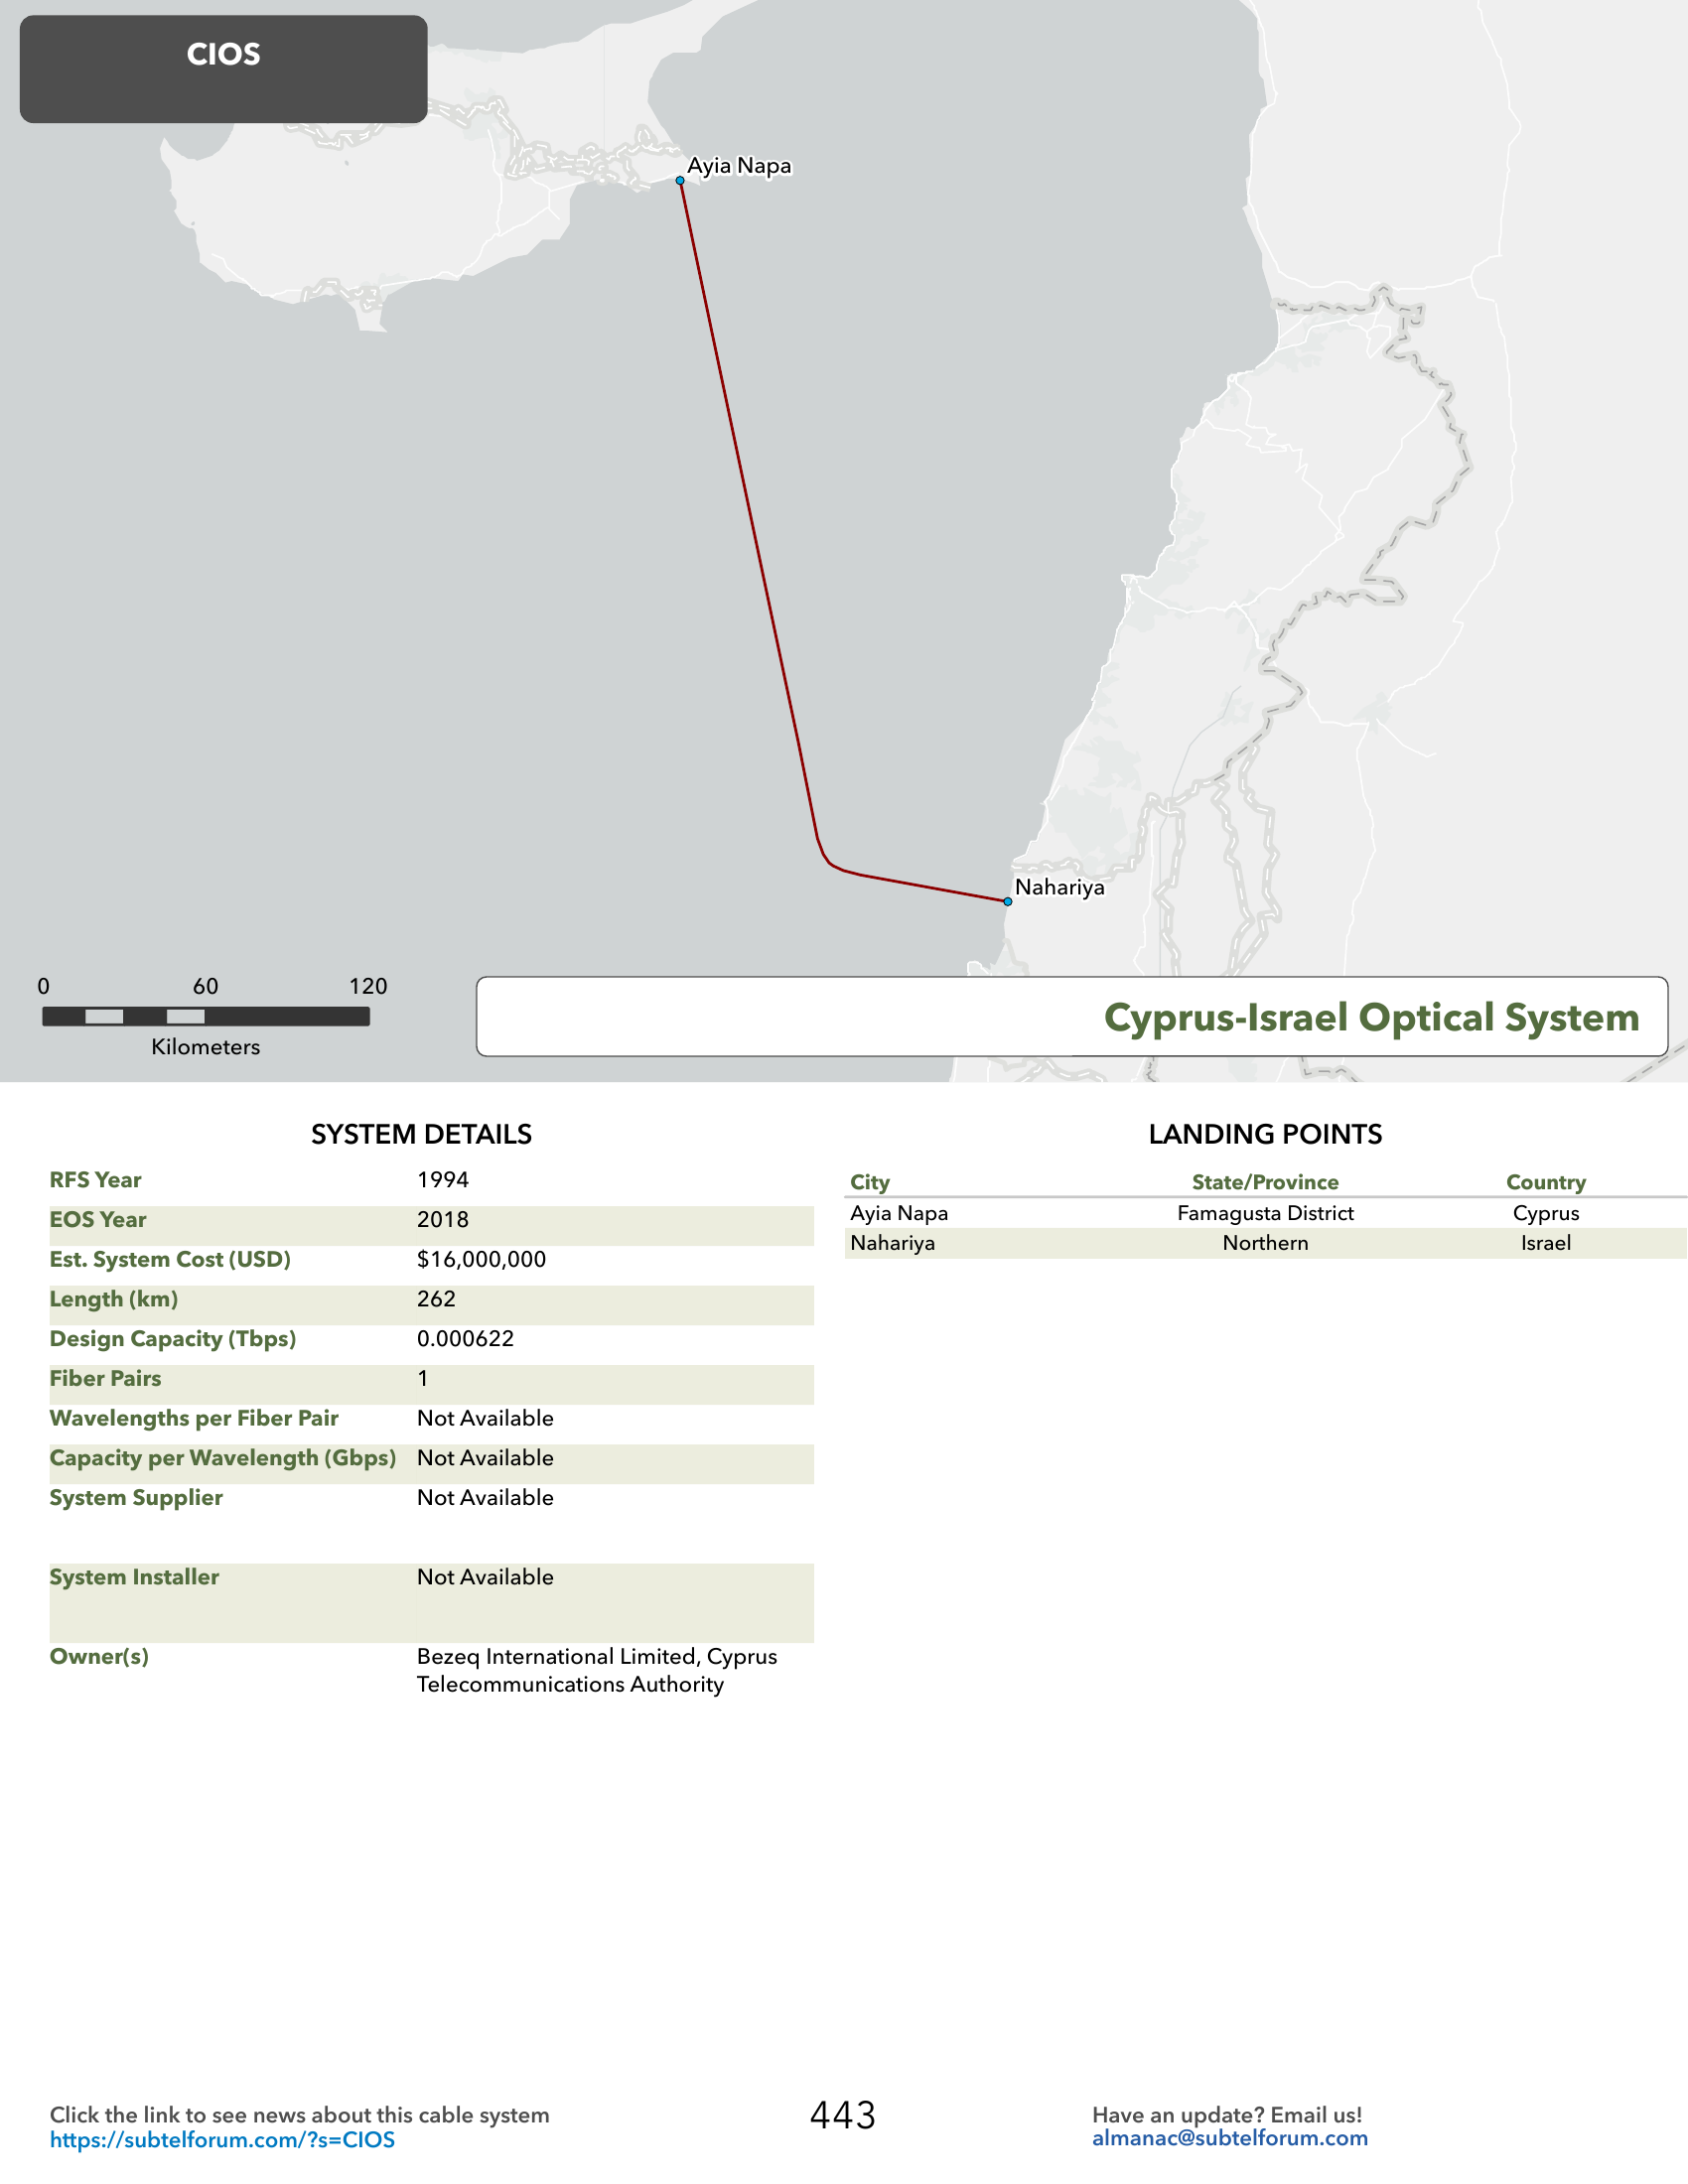 CIOS
Ayia Napa
Nahariya
0 60 120
Kilometers
Cyprus-Israel Optical System
SYSTEM DETAILS
RFS Year 1994
EOS Year 2018
Est. System Cost (USD) $16,000,000
Length (km) 262
Design Capacity (Tbps) 0.000622
Fiber Pairs 1
Wavelengths per Fiber Pair Not Available
Capacity per Wavelength (Gbps) Not Available
System Supplier Not Available
System Installer Not Available
Owner(s) Bezeq International Limited, Cyprus
Telecommunications Authority
LANDING POINTS
City State/Province Country
Ayia Napa Famagusta District Cyprus
Nahariya Northern Israel
Click the link to see news about this cable system
https://subtelforum.com/?s=CIOS
443
Have an update? Email us!
almanac@subtelforum.com